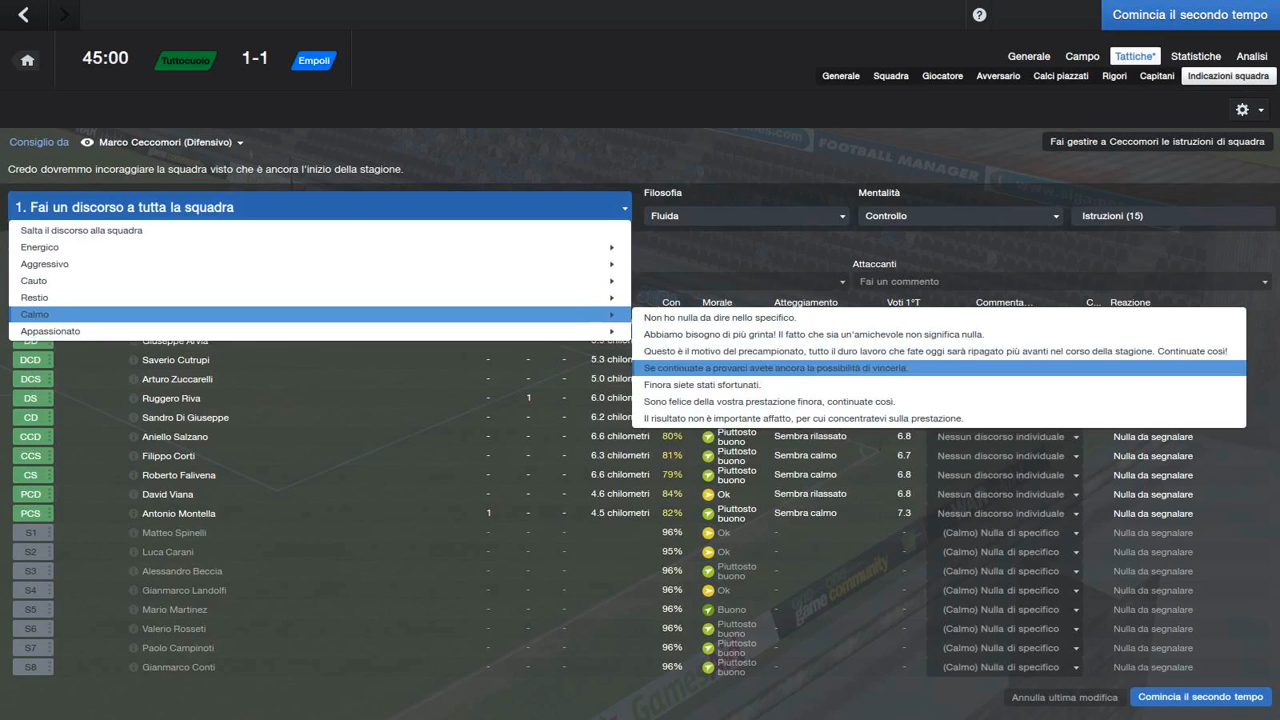 Comincia il secondo tempo
45:00 Tuttocuoio 1-1 Empoli
Generale Campo Tattiche* Statistiche Analisi
Generale Squadra Giocatore Avversario Calci piazzati Rigori Capitani Indicazioni squadra
Consiglio da Marco Ceccomori (Difensivo)
Fai gestire a Ceccomori le istruzioni di squadra
Credo dovremmo incoraggiare la squadra visto che è ancora l'inizio della stagione.
1. Fai un discorso a tutta la squadra
Filosofia Mentalità
Fluida Controllo Istruzioni (15)
Salta il discorso alla squadra
Energico
Aggressivo
Cauto
Restio
Calmo
Appassionato
Attaccanti
Fai un commento
Con Morale Atteggiamento Voti 1°T Commenta... C... Reazione
Non ho nulla da dire nello specifico.
Abbiamo bisogno di più grinta! Il fatto che sia un'amichevole non significa nulla.
Questo è il motivo del precampionato, tutto il duro lavoro che fate oggi sarà ripagato più avanti nel corso della stagione. Continuate così!
Se continuate a provarci avete ancora la possibilità di vincerla.
Finora siete stati sfortunati.
Sono felice della vostra prestazione finora, continuate così.
Il risultato non è importante affatto, per cui concentratevi sulla prestazione.
DCD Saverio Cutrupi - - - 5.3 chilometri
DCS Arturo Zuccarelli - - - 5.0 chilometri
DS Ruggero Riva - 1 - 6.0 chilometri
CD Sandro Di Giuseppe - - - 6.2 chilometri
CCD Aniello Salzano - - - 6.6 chilometri 80% Piuttosto buono Sembra rilassato 6.8 Nessun discorso individuale Nulla da segnalare
CCS Filippo Corti - - - 6.3 chilometri 81% Piuttosto buono Sembra calmo 6.7 Nessun discorso individuale Nulla da segnalare
CS Roberto Falivena - - - 6.6 chilometri 79% Piuttosto buono Sembra calmo 6.8 Nessun discorso individuale Nulla da segnalare
PCD David Viana - - - 4.6 chilometri 84% Ok Sembra rilassato 6.8 Nessun discorso individuale Nulla da segnalare
PCS Antonio Montella 1 - - 4.5 chilometri 82% Piuttosto buono Sembra calmo 7.3 Nessun discorso individuale Nulla da segnalare
S1 Matteo Spinelli - - - 96% Ok - - (Calmo) Nulla di specifico Nulla da segnalare
S2 Luca Carani - - - 95% Ok - - (Calmo) Nulla di specifico Nulla da segnalare
S3 Alessandro Beccia - - - 96% Piuttosto buono - - (Calmo) Nulla di specifico Nulla da segnalare
S4 Gianmarco Landolfi - - - 96% Ok - - (Calmo) Nulla di specifico Nulla da segnalare
S5 Mario Martinez - - - 96% Buono - - (Calmo) Nulla di specifico Nulla da segnalare
S6 Valerio Rosseti - - - 96% Piuttosto buono - - (Calmo) Nulla di specifico Nulla da segnalare
S7 Paolo Campinoti - - - 96% Piuttosto buono - - (Calmo) Nulla di specifico Nulla da segnalare
S8 Gianmarco Conti - - - 96% Piuttosto buono - - (Calmo) Nulla di specifico Nulla da segnalare
Annulla ultima modifica Comincia il secondo tempo
FOOTBALL MANAGER